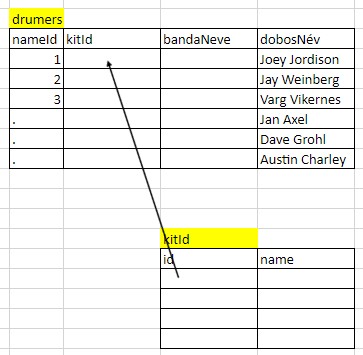 drumers
nameId kitId bandaNeve dobosNév
1 Joey Jordison
2 Jay Weinberg
3 Varg Vikernes
. Jan Axel
. Dave Grohl
. Austin Charley
kitId
id name